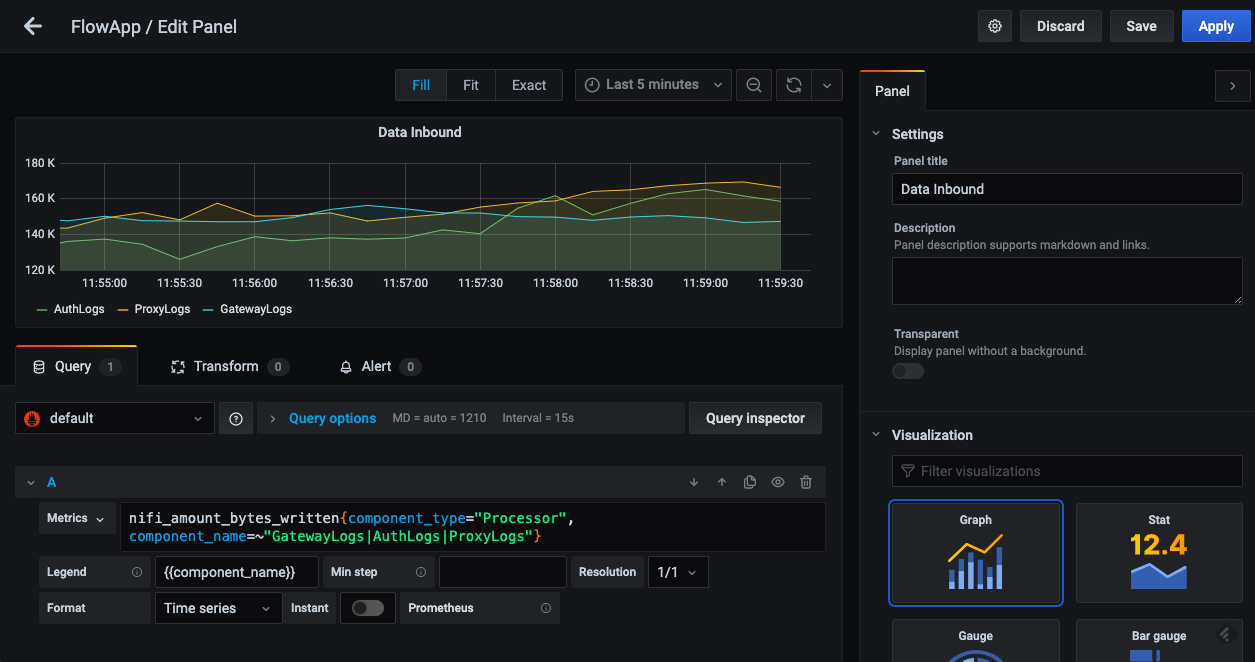 FlowApp / Edit Panel
Discard
Save
Apply
Fill
Fit
Exact
Last 5 minutes
Data Inbound
180 K
160 K
140 K
120 K
11:55:00 11:55:30 11:56:00 11:56:30 11:57:00 11:57:30 11:58:00 11:58:30 11:59:00 11:59:30
AuthLogs ProxyLogs GatewayLogs
Query 1
Transform 0
Alert 0
default
Query options MD = auto = 1210 Interval = 15s
Query inspector
A
Metrics
nifi_amount_bytes_written{component_type="Processor",
component_name=~"GatewayLogs|AuthLogs|ProxyLogs"}
Legend {{component_name}} Min step Resolution 1/1
Format Time series Instant Prometheus
Panel
Settings
Panel title
Data Inbound
Description
Panel description supports markdown and links.
Transparent
Display panel without a background.
Visualization
Filter visualizations
Graph
Stat
12.4
Gauge
Bar gauge